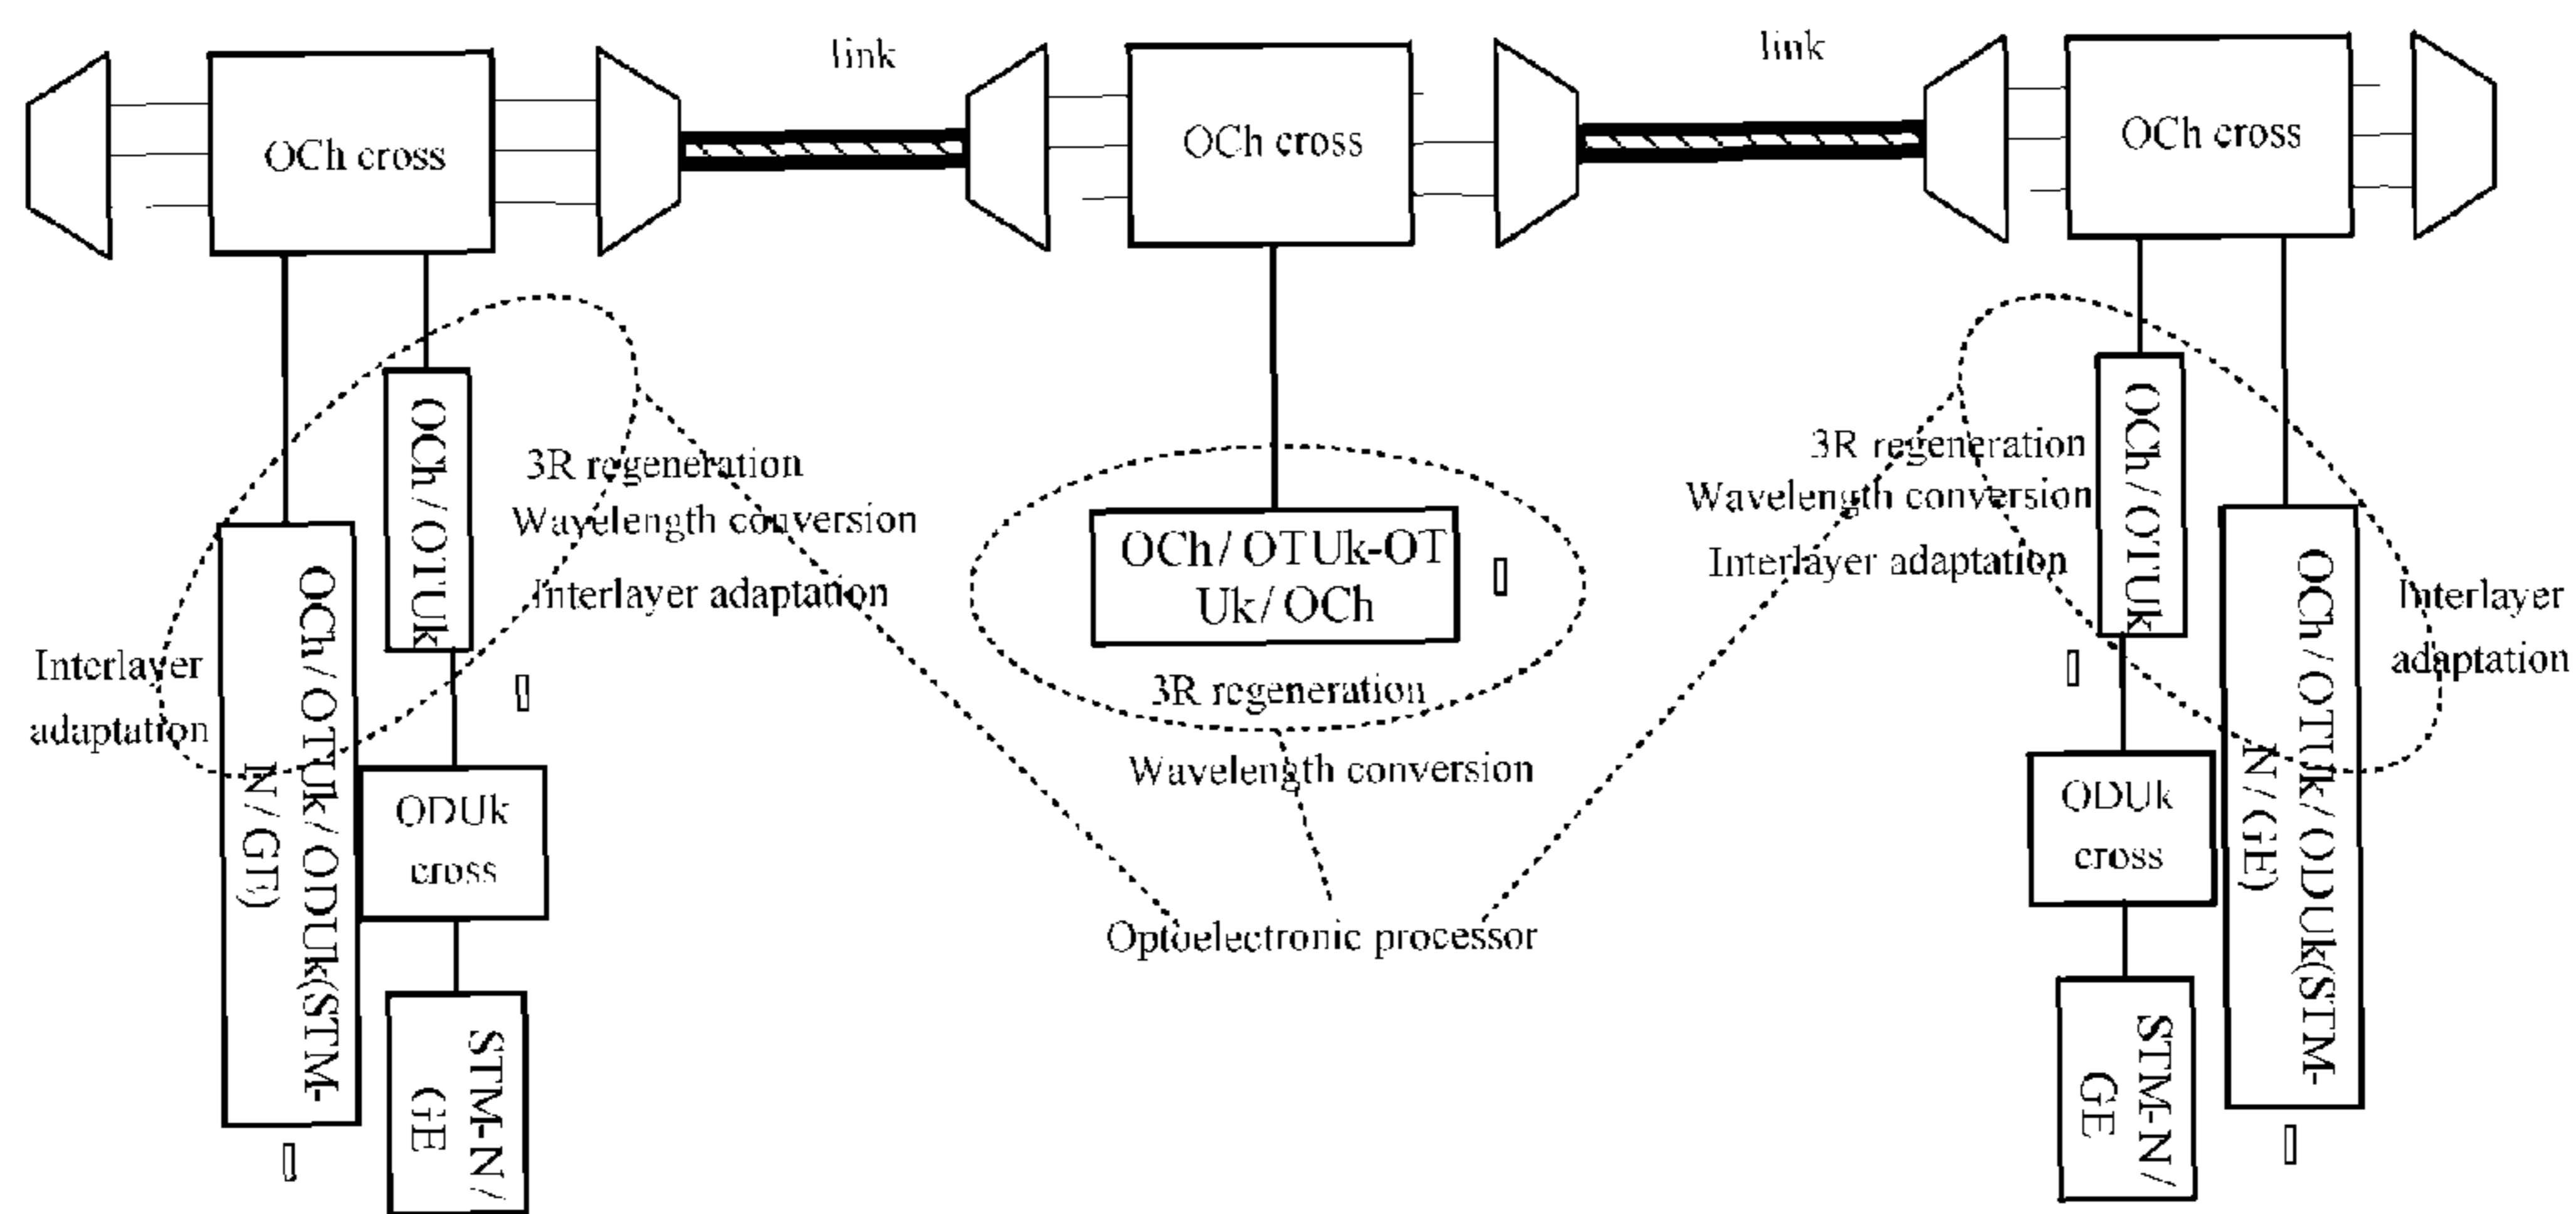 link
link
OCh cross
OCh cross
OCh cross
OCh / OTUk
3R regeneration
Wavelength conversion
Interlayer adaptation
Interlayer
adaptation
OCh / OTUk / ODUk(STM-
N / GE)
ODUk
cross
STM-N /
GE
OCh / OTUk-OT
Uk / OCh
3R regeneration
Wavelength conversion
Optoelectronic processor
3R regeneration
Wavelength conversion
Interlayer adaptation
OCh / OTUk
Interlayer
adaptation
OCh / OTUk / ODUk(STM-
N / GE)
ODUk
cross
STM-N /
GE